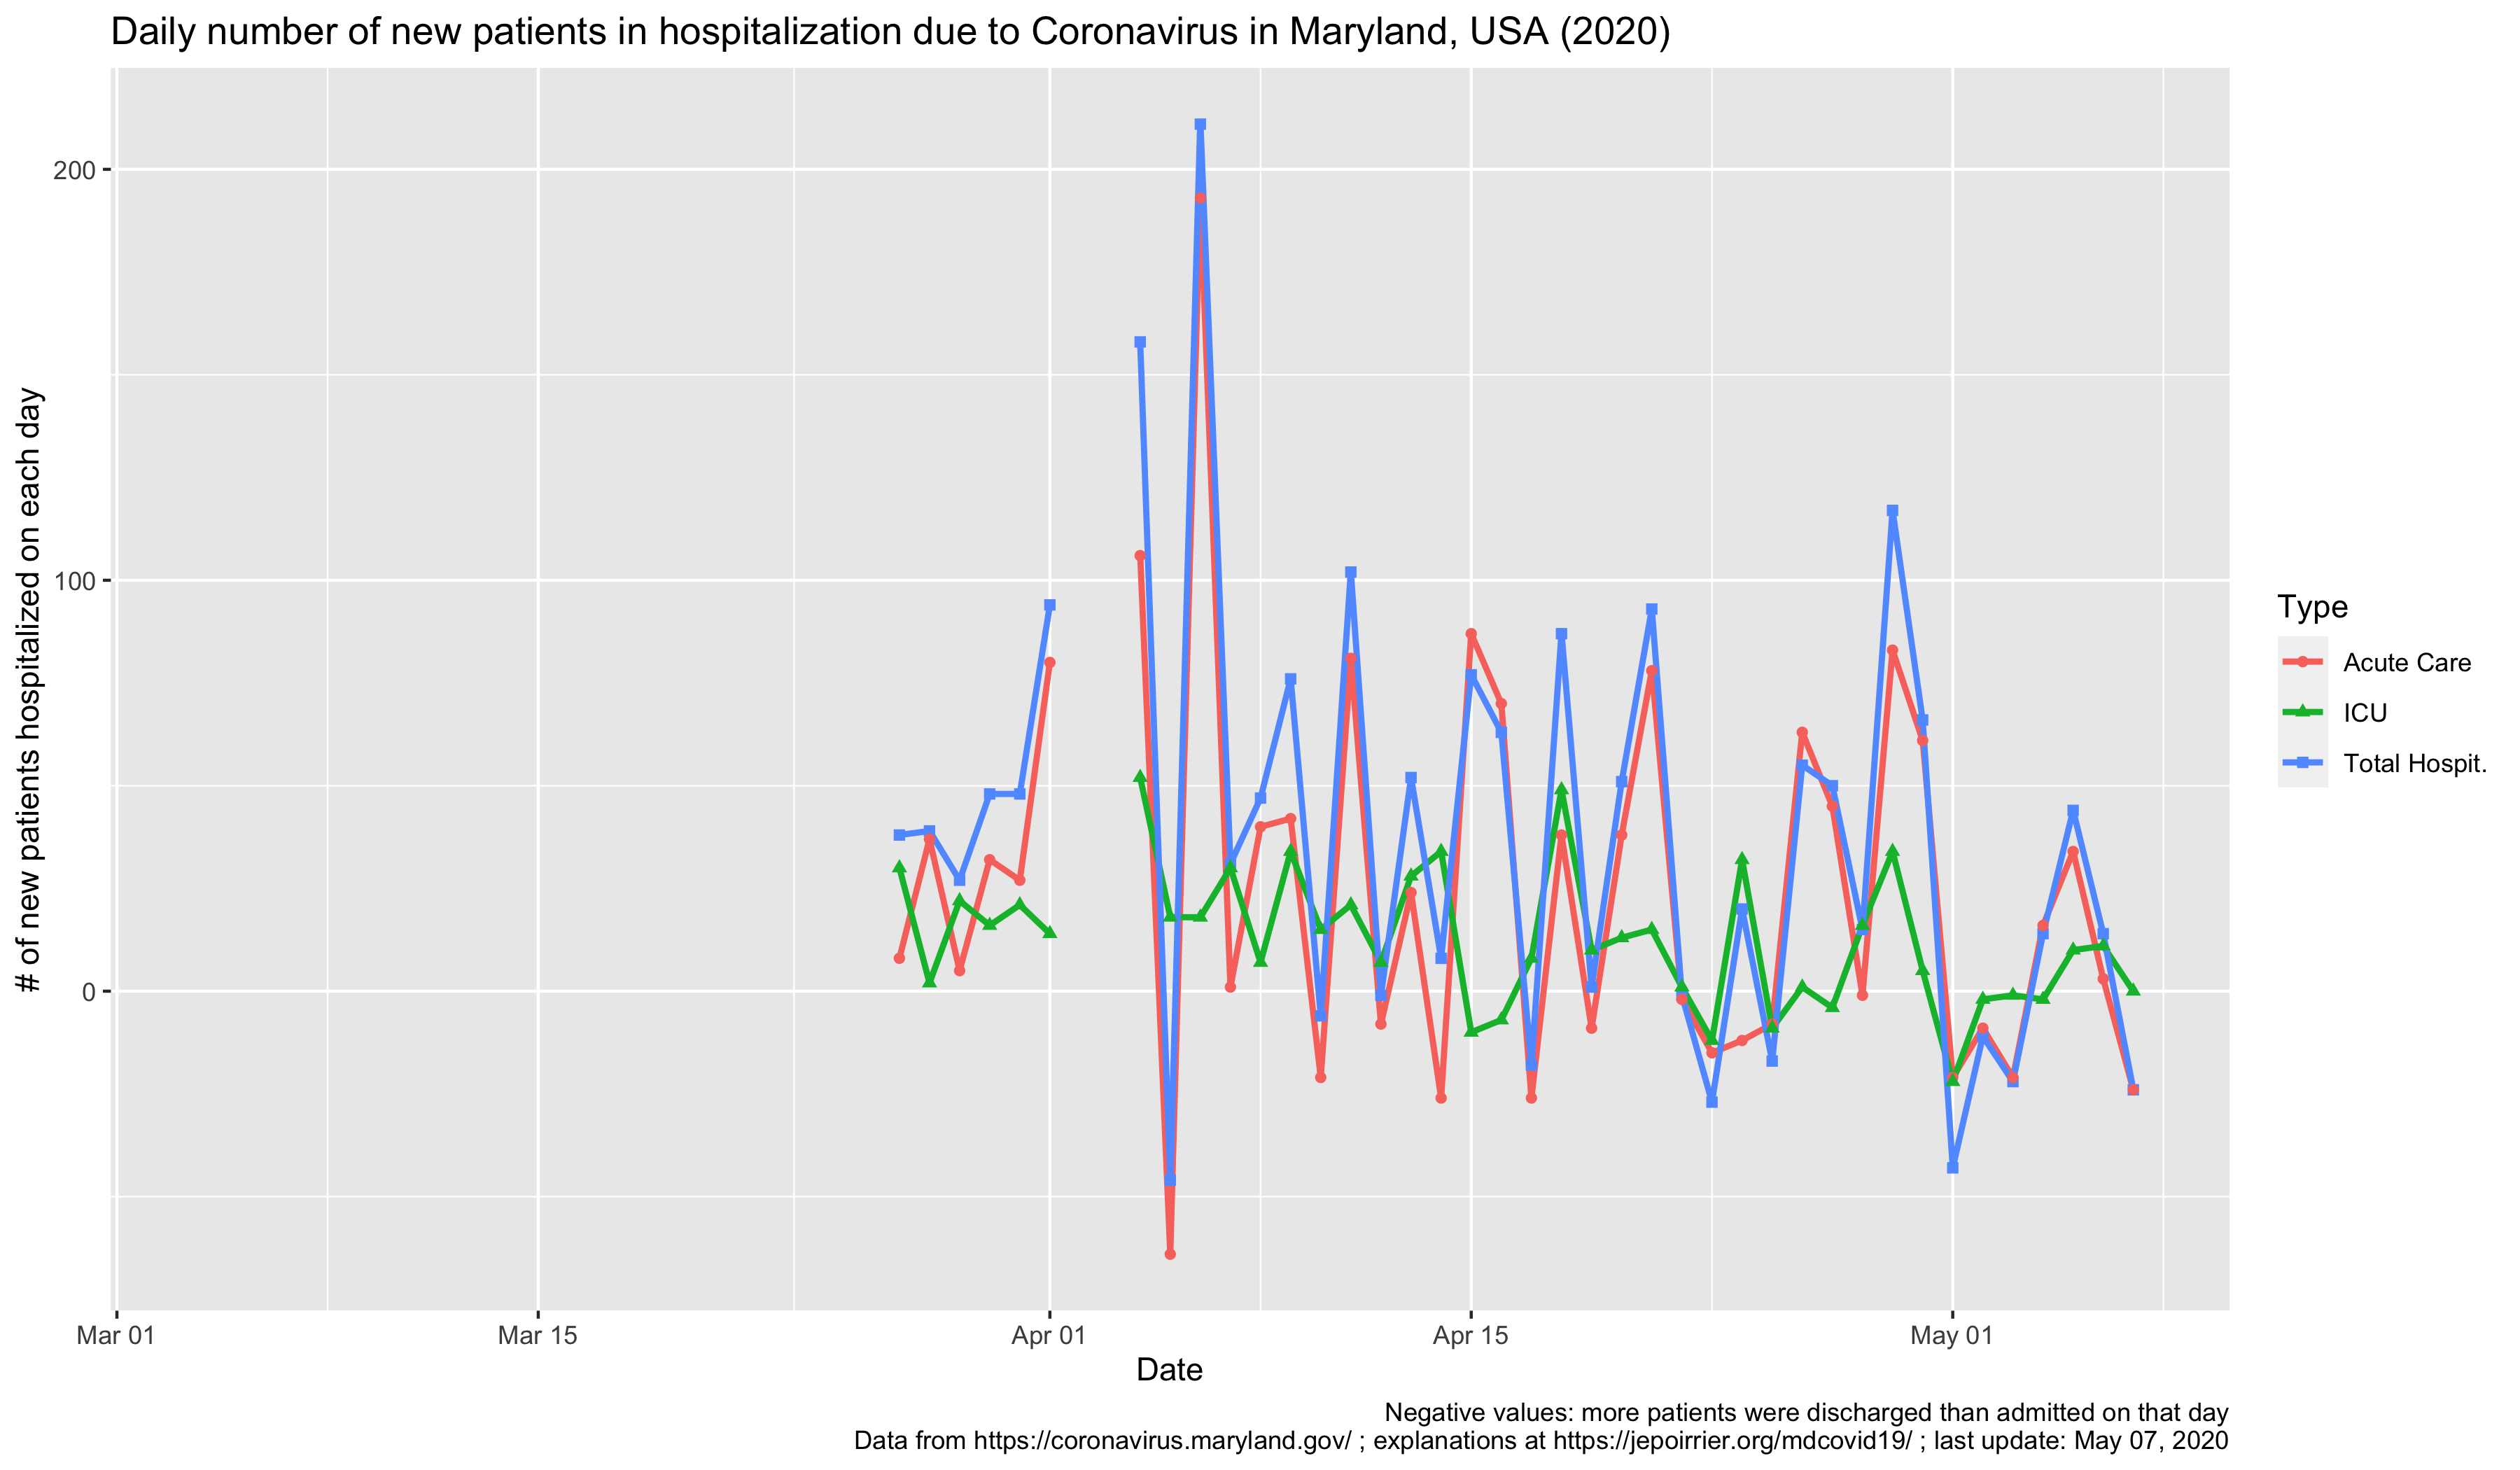 Daily number of new patients in hospitalization due to Coronavirus in Maryland, USA (2020)
# of new patients hospitalized on each day
200
100
0
Mar 01
Mar 15
Apr 01
Apr 15
May 01
Date
Type
Acute Care
ICU
Total Hospit.
Negative values: more patients were discharged than admitted on that day
Data from https://coronavirus.maryland.gov/ ; explanations at https://jepoirrier.org/mdcovid19/ ; last update: May 07, 2020